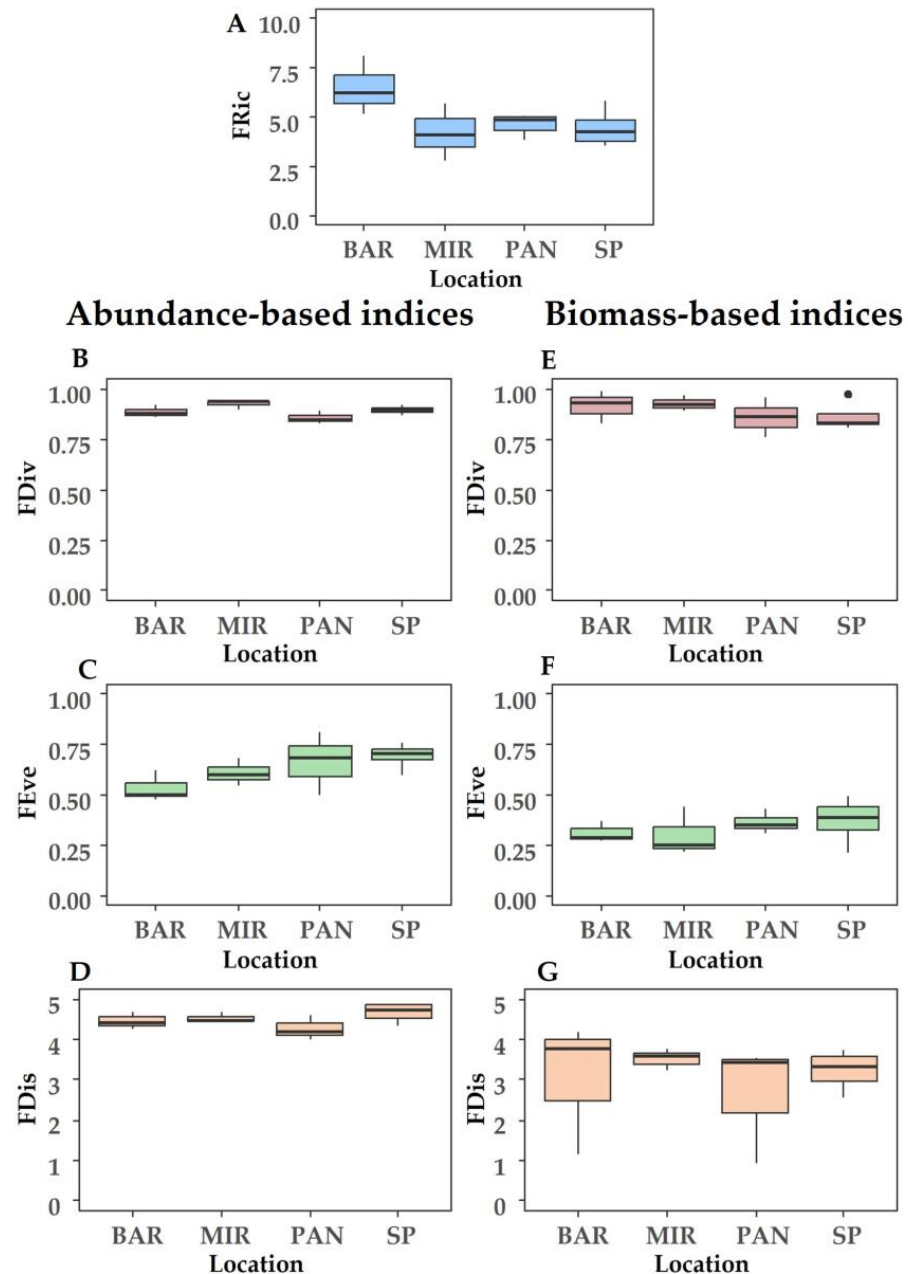 A
10.0
7.5
5.0
2.5
0.0
FRic
BAR MIR PAN SP
Location
Abundance-based indices Biomass-based indices
B
1.00
0.75
0.50
0.25
0.00
FDiv
BAR MIR PAN SP
Location
E
1.00
0.75
0.50
0.25
0.00
FDiv
BAR MIR PAN SP
Location
C
1.00
0.75
0.50
0.25
0.00
FEve
BAR MIR PAN SP
Location
F
1.00
0.75
0.50
0.25
0.00
FEve
BAR MIR PAN SP
Location
D
5
4
3
2
1
0
FDis
BAR MIR PAN SP
Location
G
5
4
3
2
1
0
FDis
BAR MIR PAN SP
Location